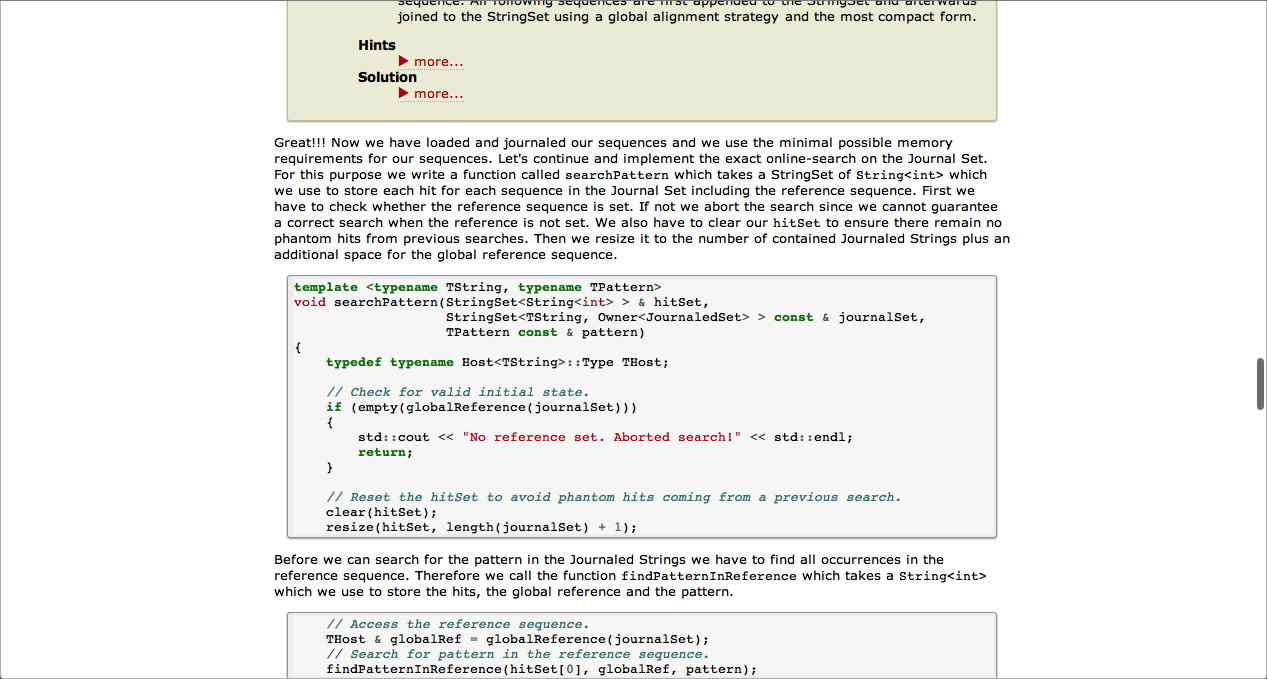 sequence. All following sequences are first appended to the StringSet and afterwards
joined to the StringSet using a global alignment strategy and the most compact form.
Hints
more...
Solution
more...
Great!!! Now we have loaded and journaled our sequences and we use the minimal possible memory
requirements for our sequences. Let's continue and implement the exact online-search on the Journal Set.
For this purpose we write a function called searchPattern which takes a StringSet of String<int> which
we use to store each hit for each sequence in the Journal Set including the reference sequence. First we
have to check whether the reference sequence is set. If not we abort the search since we cannot guarantee
a correct search when the reference is not set. We also have to clear our hitSet to ensure there remain no
phantom hits from previous searches. Then we resize it to the number of contained Journaled Strings plus an
additional space for the global reference sequence.
template <typename TString, typename TPattern>
void searchPattern(StringSet<String<int> > & hitSet,
StringSet<TString, Owner<JournaledSet> > const & journalSet,
TPattern const & pattern)
{
typedef typename Host<TString>::Type THost;
// Check for valid initial state.
if (empty(globalReference(journalSet)))
{
std::cout << "No reference set. Aborted search!" << std::endl;
return;
}
// Reset the hitSet to avoid phantom hits coming from a previous search.
clear(hitSet);
resize(hitSet, length(journalSet) + 1);
Before we can search for the pattern in the Journaled Strings we have to find all occurrences in the
reference sequence. Therefore we call the function findPatternInReference which takes a String<int>
which we use to store the hits, the global reference and the pattern.
// Access the reference sequence.
THost & globalRef = globalReference(journalSet);
// Search for pattern in the reference sequence.
findPatternInReference(hitSet[0], globalRef, pattern);